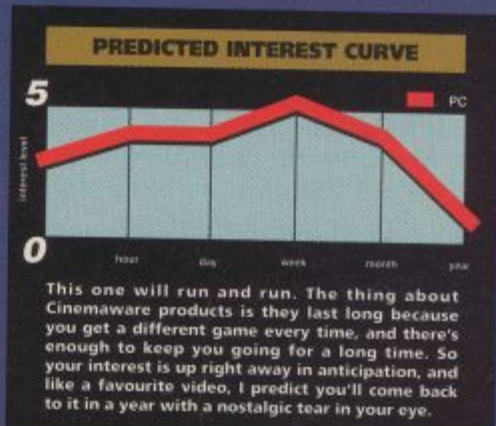 PREDICTED INTEREST CURVE
5
PC
interest level
0
hour
day
week
month
year
This one will run and run. The thing about
Cinemaware products is they last long because
you get a different game every time, and there's
enough to keep you going for a long time. So
your interest is up right away in anticipation, and
like a favourite video, I predict you'll come back
to it in a year with a nostalgic tear in your eye.